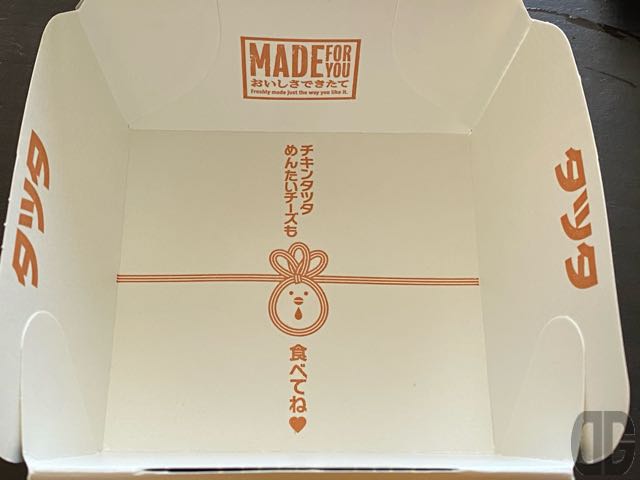 MADE FOR YOU
おいしさできたて
Freshly made just the way you like it.
タツタ
タツタ
チキンタツタ
めんたいチーズも
食べてね♥